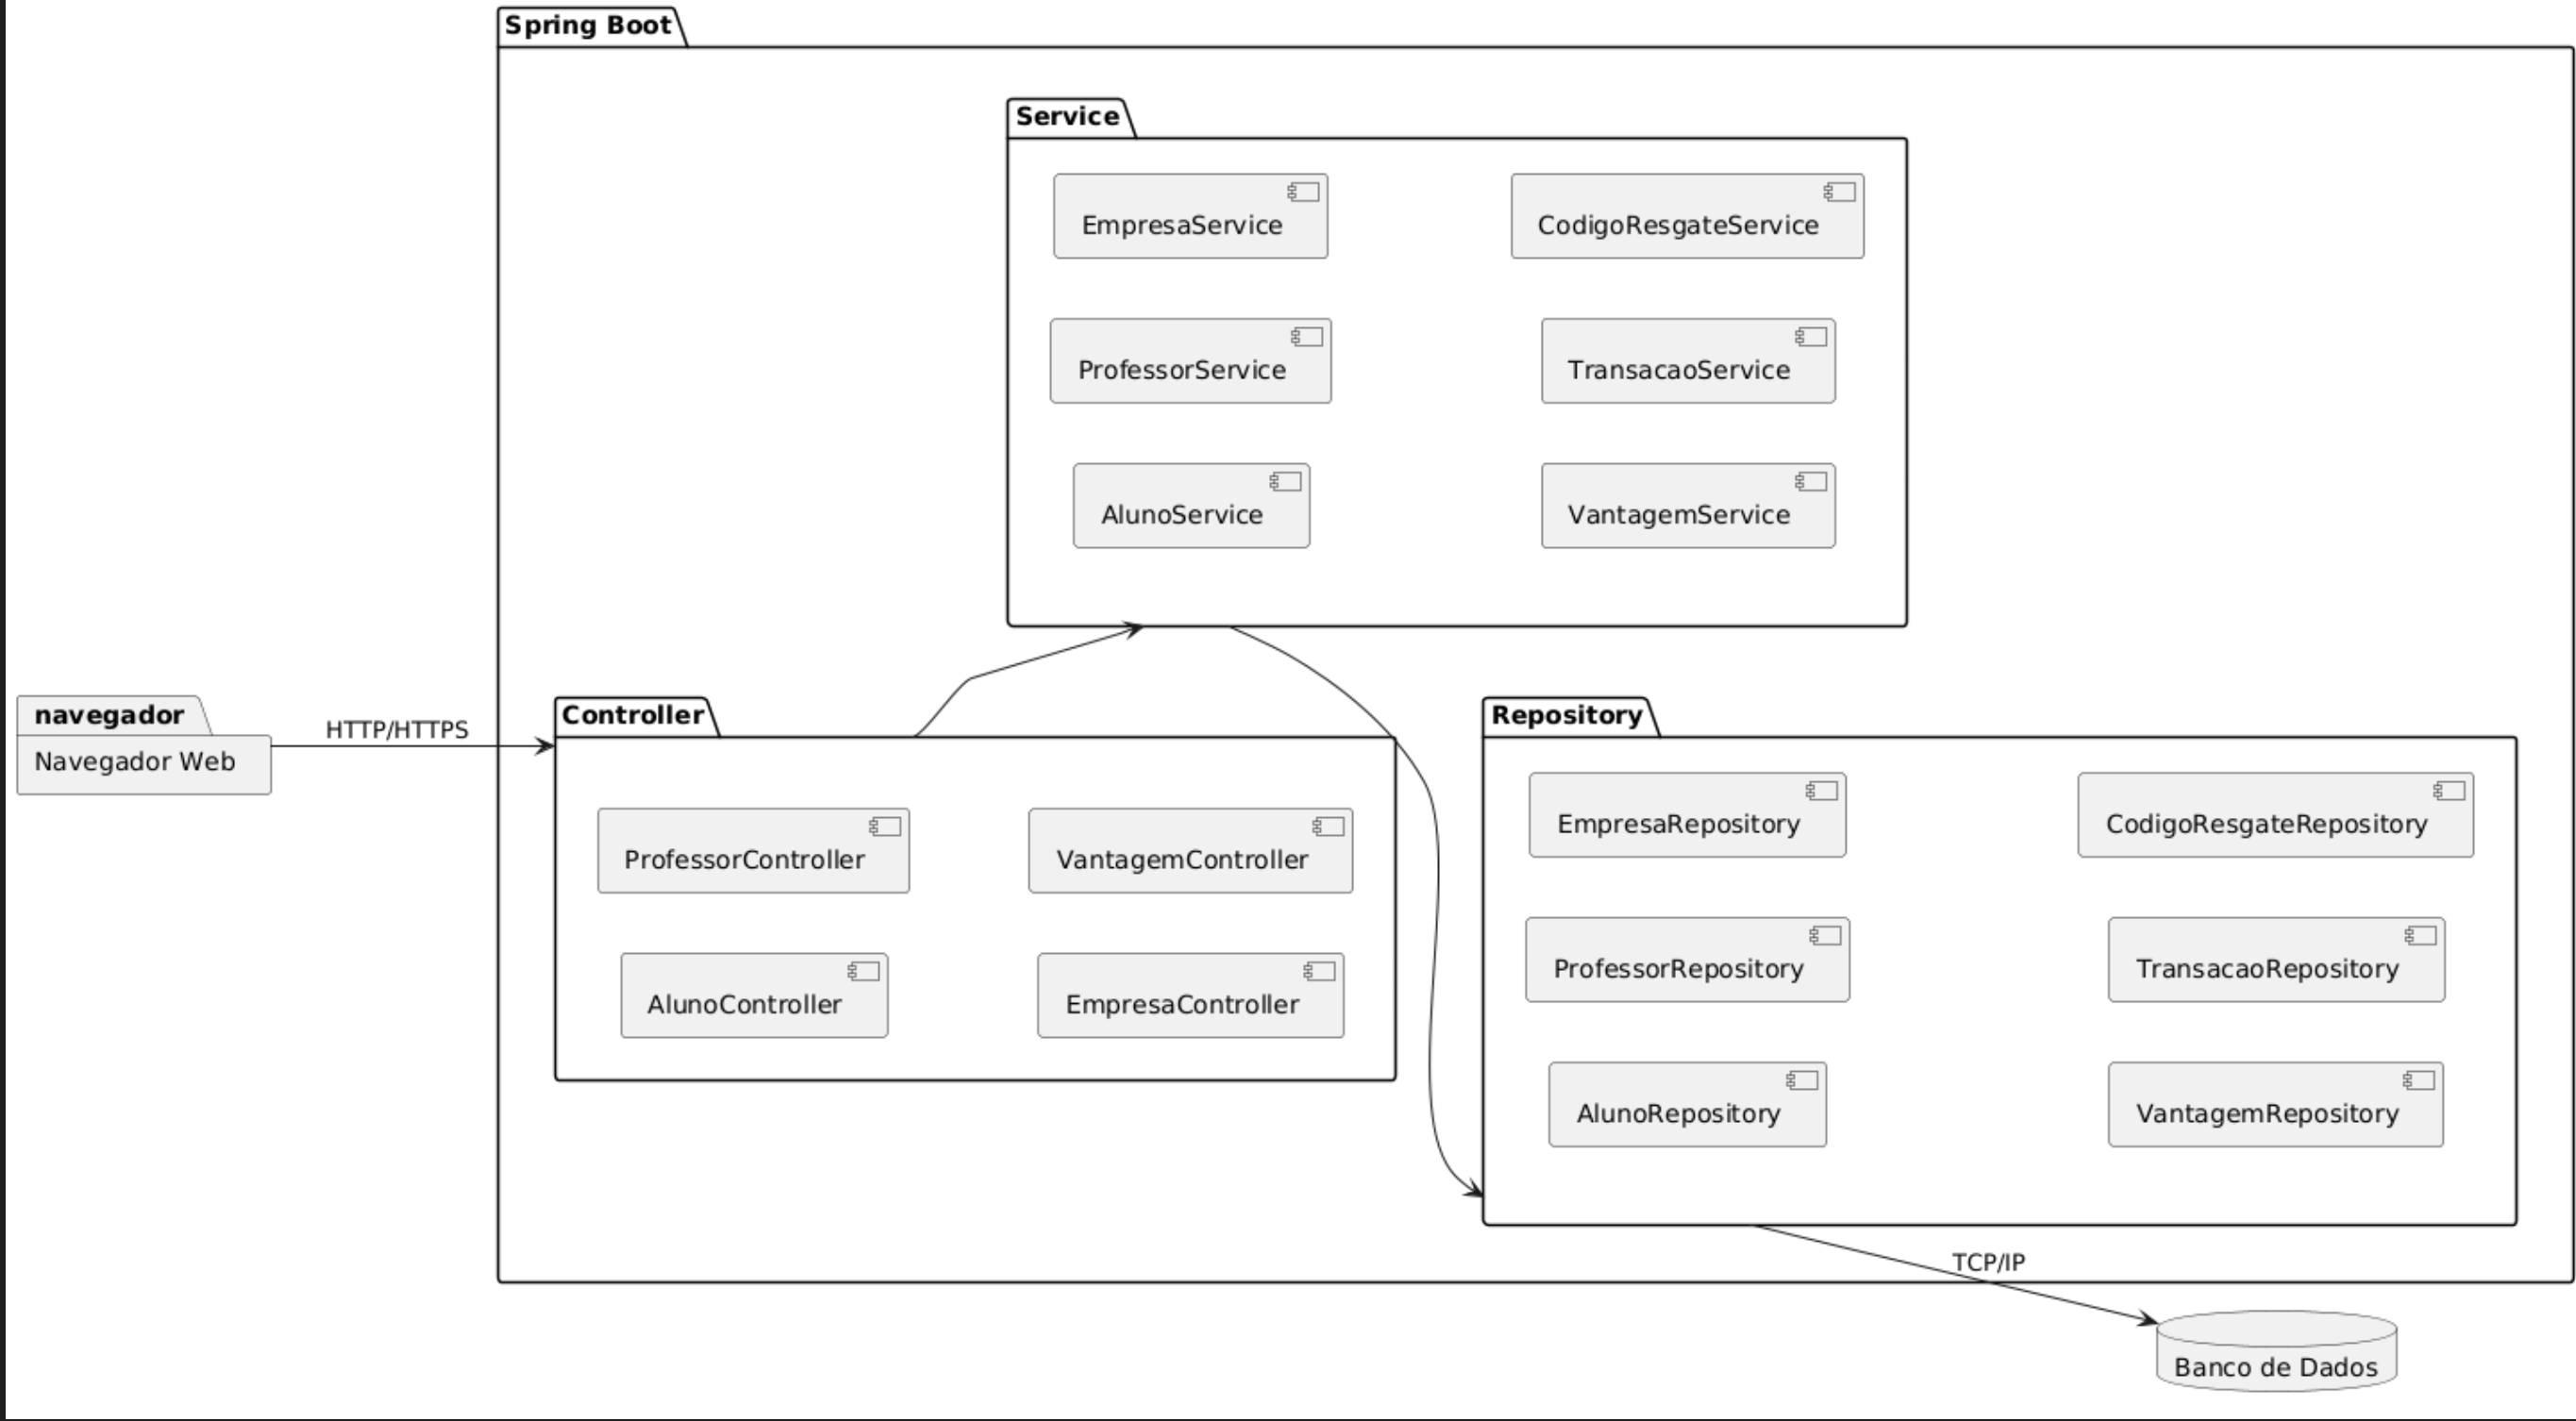 Spring Boot
Service
EmpresaService
CodigoResgateService
ProfessorService
TransacaoService
AlunoService
VantagemService
navegador
Navegador Web
HTTP/HTTPS
Controller
ProfessorController
VantagemController
AlunoController
EmpresaController
Repository
EmpresaRepository
CodigoResgateRepository
ProfessorRepository
TransacaoRepository
AlunoRepository
VantagemRepository
TCP/IP
Banco de Dados